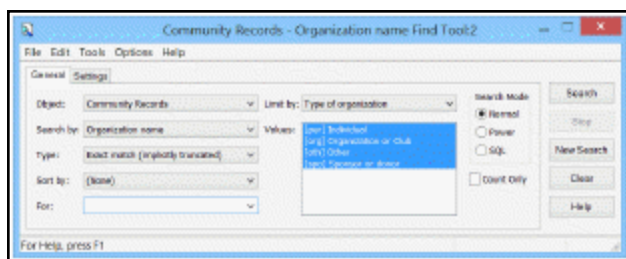 Community Records - Organization name Find Tool:2
File Edit Tools Options Help
General Settings
Object: Community Records
Limit by: Type of organization
Search Mode
Search by: Organization name
Values: [per] Individual
[org] Organization or Club
[oth] Other
[spo] Sponsor or donor
Normal
Power
SQL
Type: Exact match (implicitly truncated)
Sort by: (None)
Count Only
For:
Search
Stop
New Search
Clear
Help
For Help, press F1